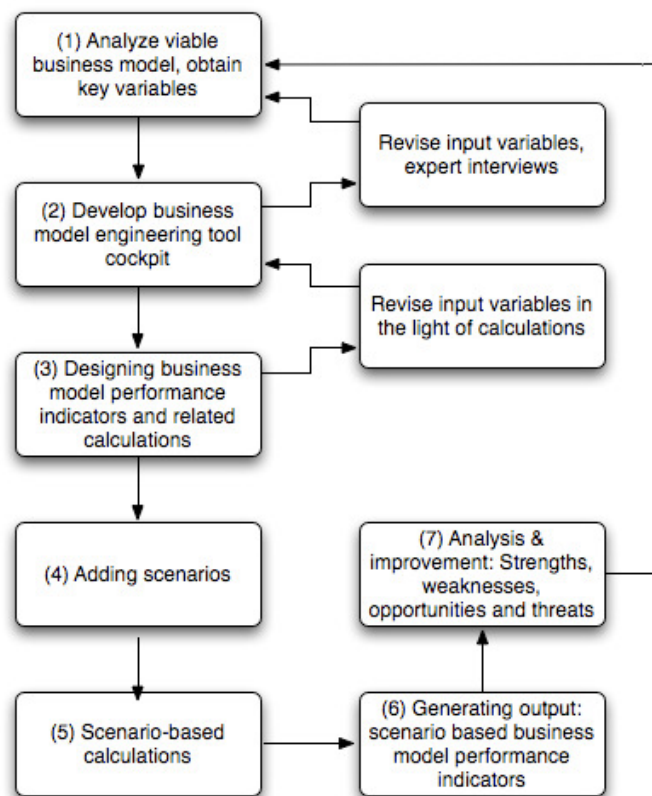 (1) Analyze viable
business model, obtain
key variables
Revise input variables,
expert interviews
(2) Develop business
model engineering tool
cockpit
Revise input variables in
the light of calculations
(3) Designing business
model performance
indicators and related
calculations
(4) Adding scenarios
(7) Analysis &
improvement: Strengths,
weaknesses,
opportunities and threats
(5) Scenario-based
calculations
(6) Generating output:
scenario based business
model performance
indicators